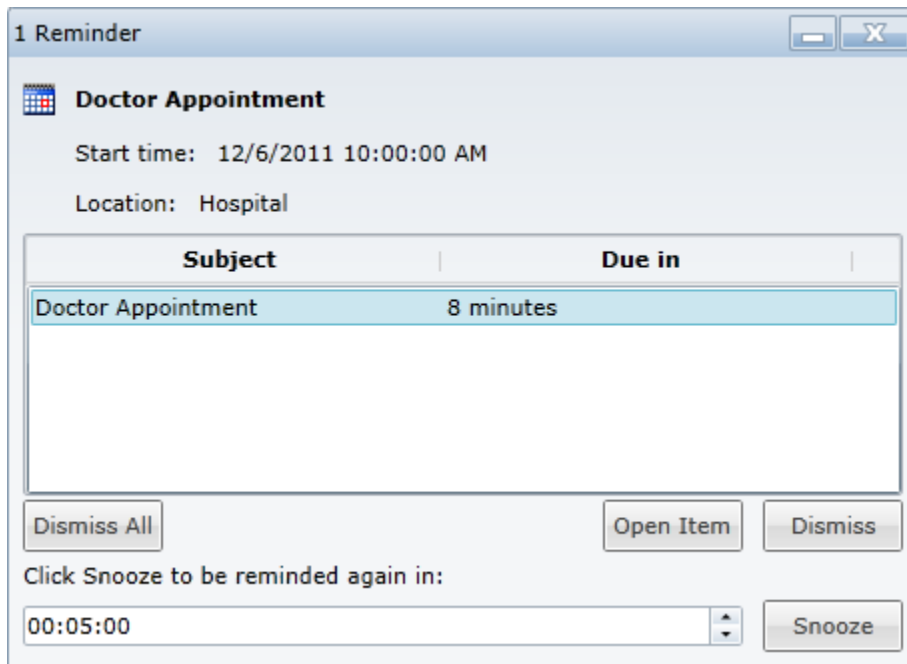 1 Reminder
Doctor Appointment
Start time: 12/6/2011 10:00:00 AM
Location: Hospital
Subject Due in
Doctor Appointment 8 minutes
Dismiss All Open Item Dismiss
Click Snooze to be reminded again in:
00:05:00 Snooze